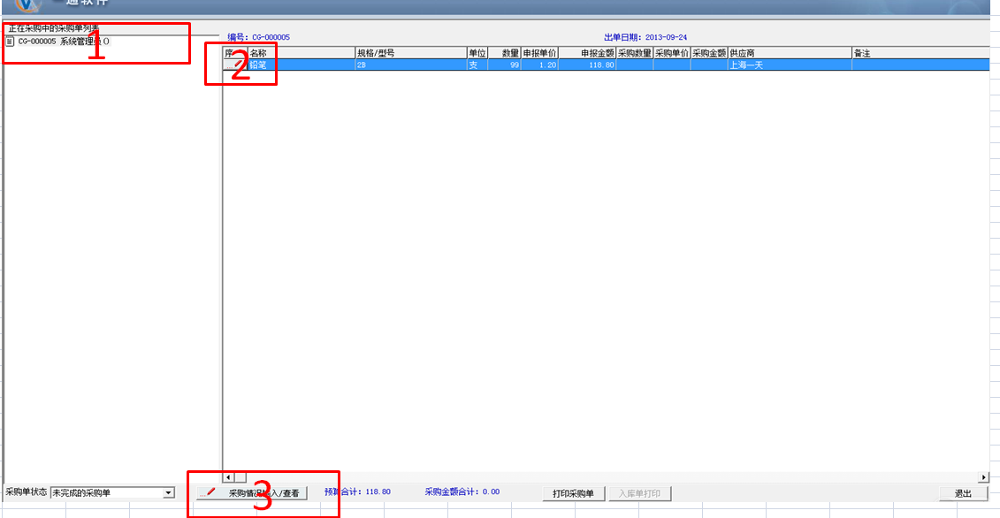 通软件
正在采购中的采购单列表
CG-000005 系统管理员()
1
编号: CG-000005 出单日期: 2013-09-24
序 名称 规格/型号 单位 数量 申报单价 申报金额 采购数量 采购单价 采购金额 供应商 备注
铅笔 2B 支 99 1.20 118.80 上海一天
2
采购单状态 未完成的采购单 采购情况输入/查看 预算合计: 118.80 采购金额合计: 0.00 打印采购单 入库单打印 退出
3